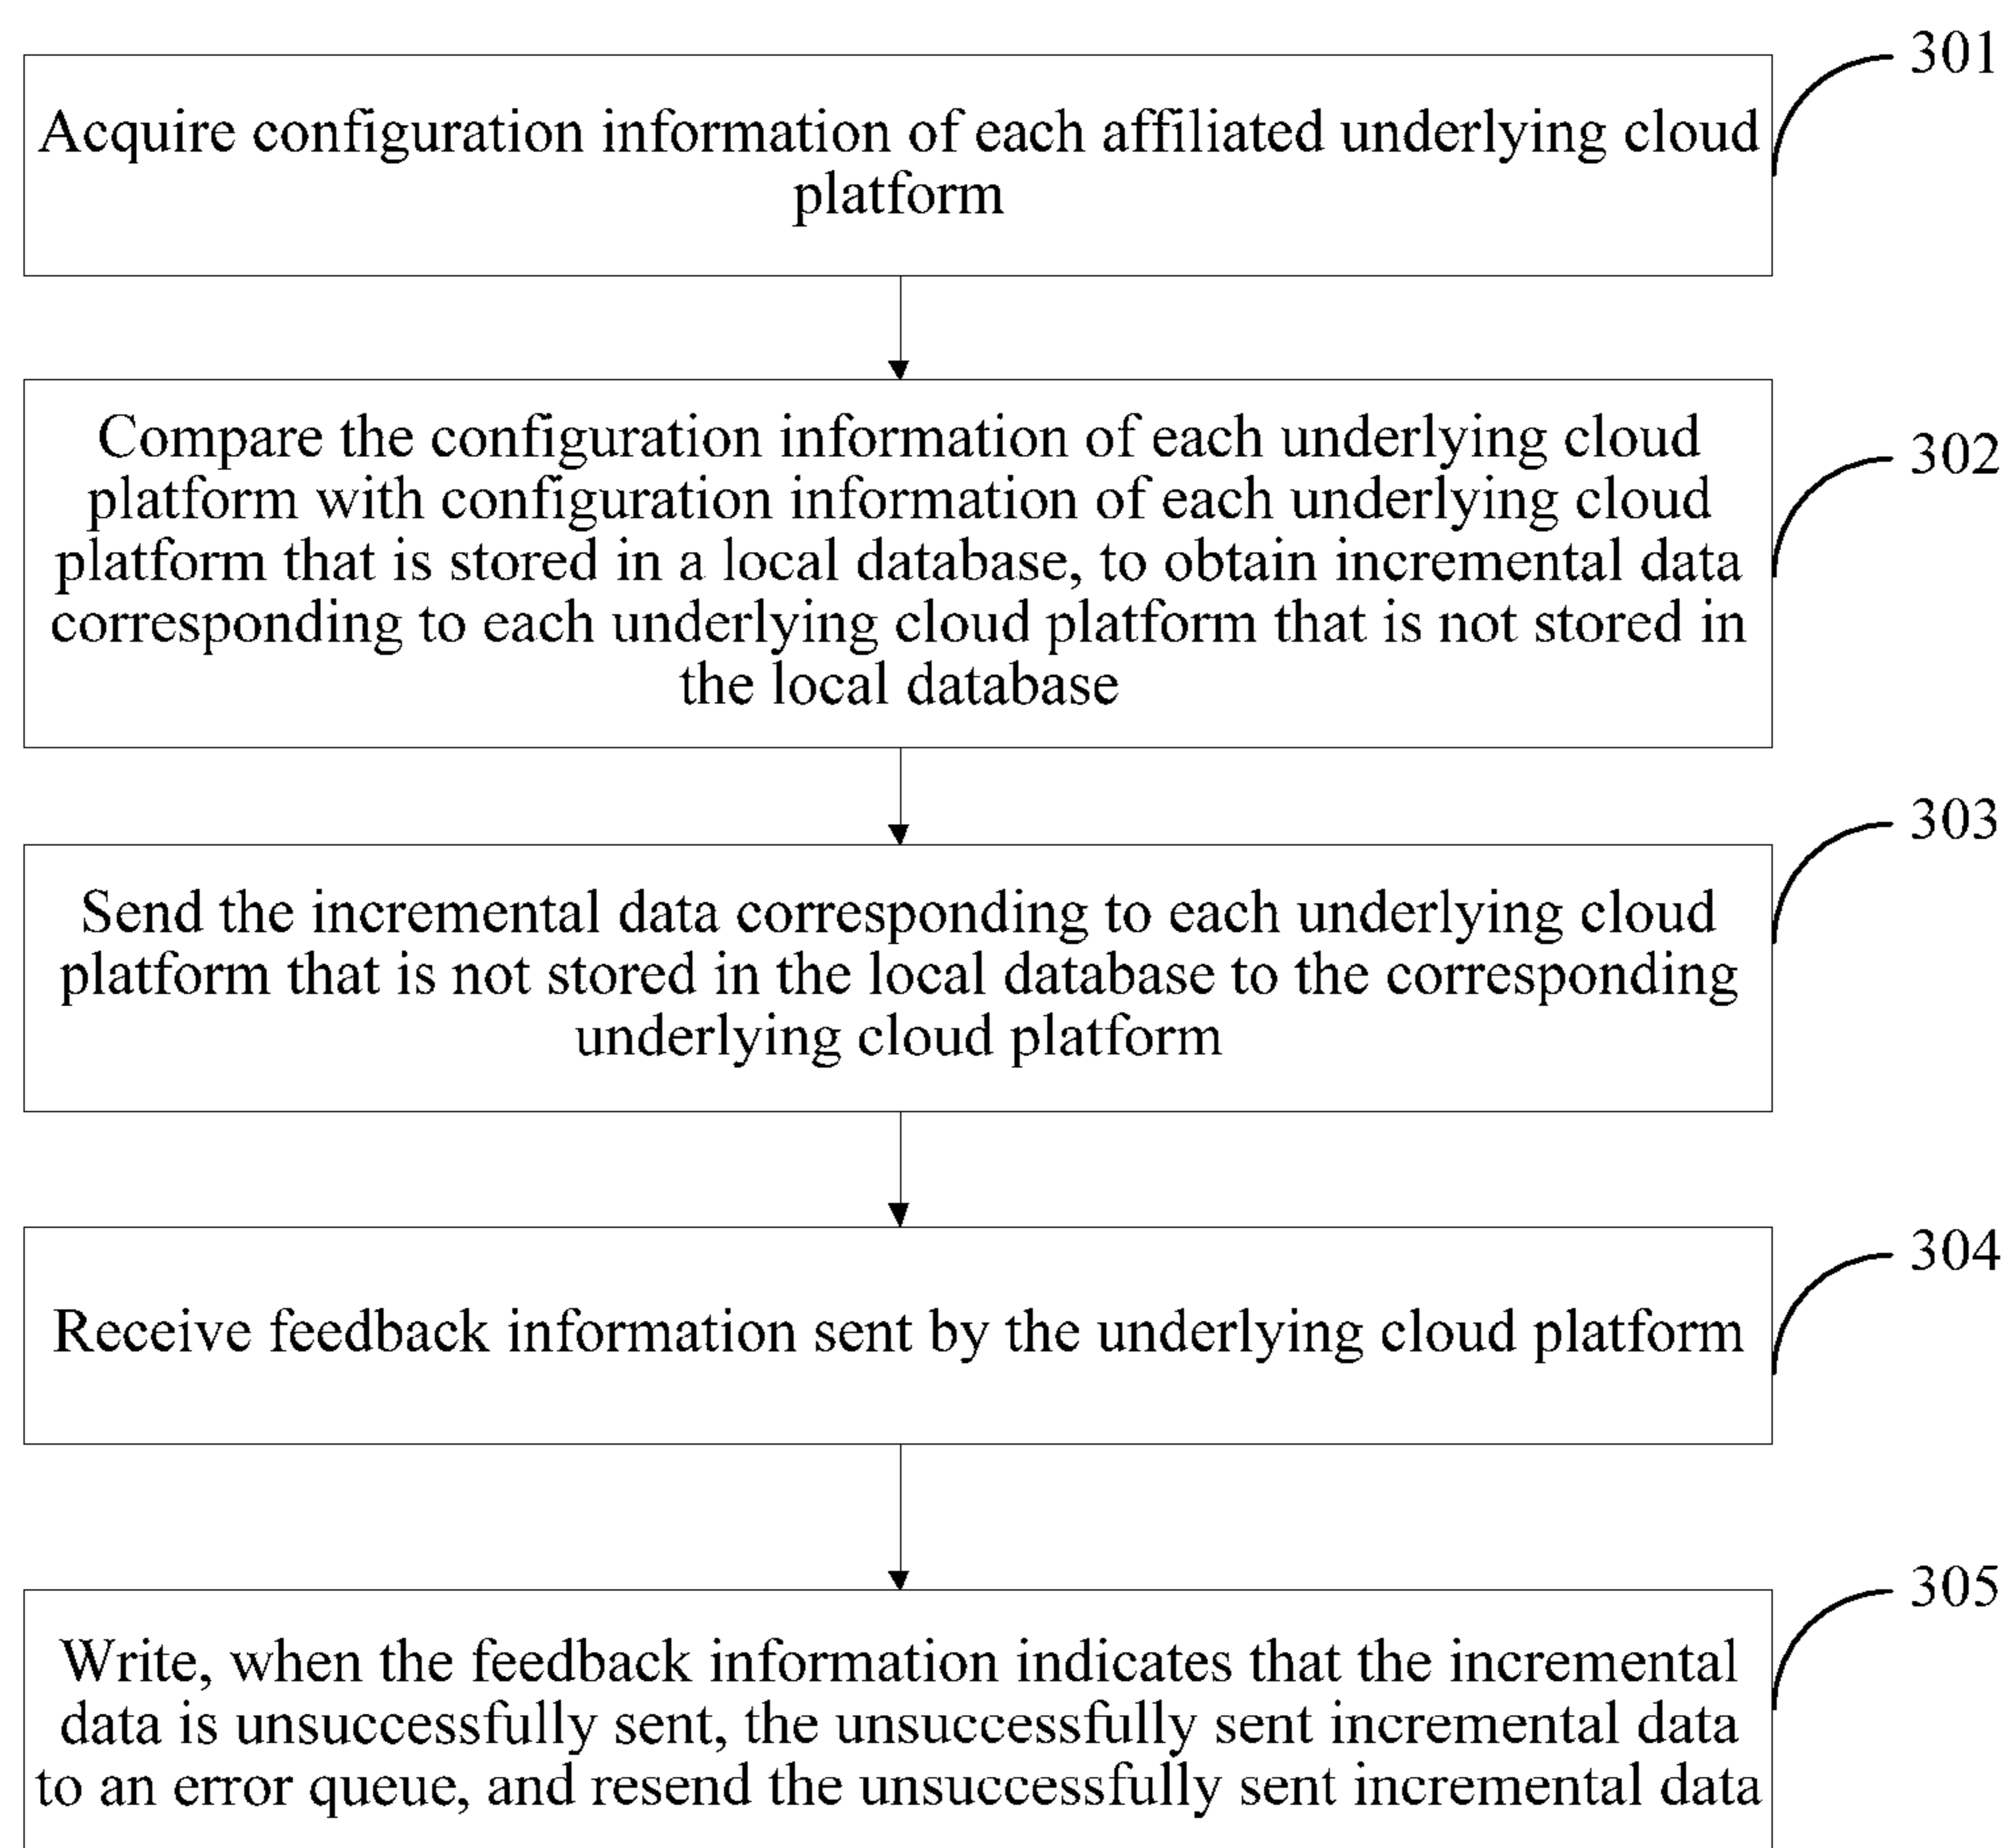 301
Acquire configuration information of each affiliated underlying cloud
platform
302
Compare the configuration information of each underlying cloud
platform with configuration information of each underlying cloud
platform that is stored in a local database, to obtain incremental data
corresponding to each underlying cloud platform that is not stored in
the local database
303
Send the incremental data corresponding to each underlying cloud
platform that is not stored in the local database to the corresponding
underlying cloud platform
304
Receive feedback information sent by the underlying cloud platform
305
Write, when the feedback information indicates that the incremental
data is unsuccessfully sent, the unsuccessfully sent incremental data
to an error queue, and resend the unsuccessfully sent incremental data